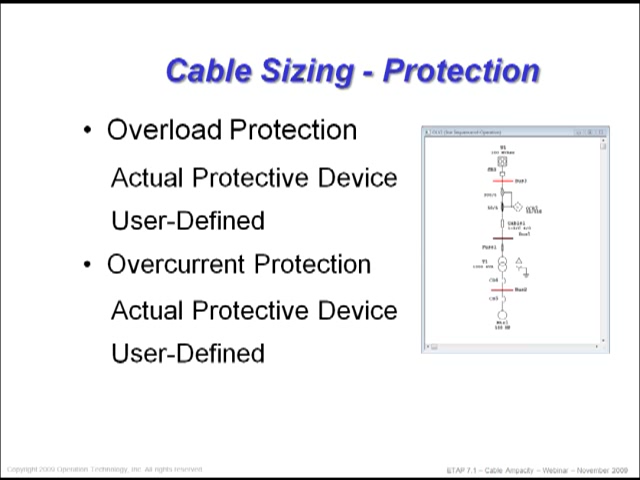 Cable Sizing - Protection
• Overload Protection
Actual Protective Device
User-Defined
• Overcurrent Protection
Actual Protective Device
User-Defined
Bus2
Copyright 2009 Operation Technology, Inc. All rights reserved.
ETAP 7.1 – Cable Ampacity – Webinar – November 2009